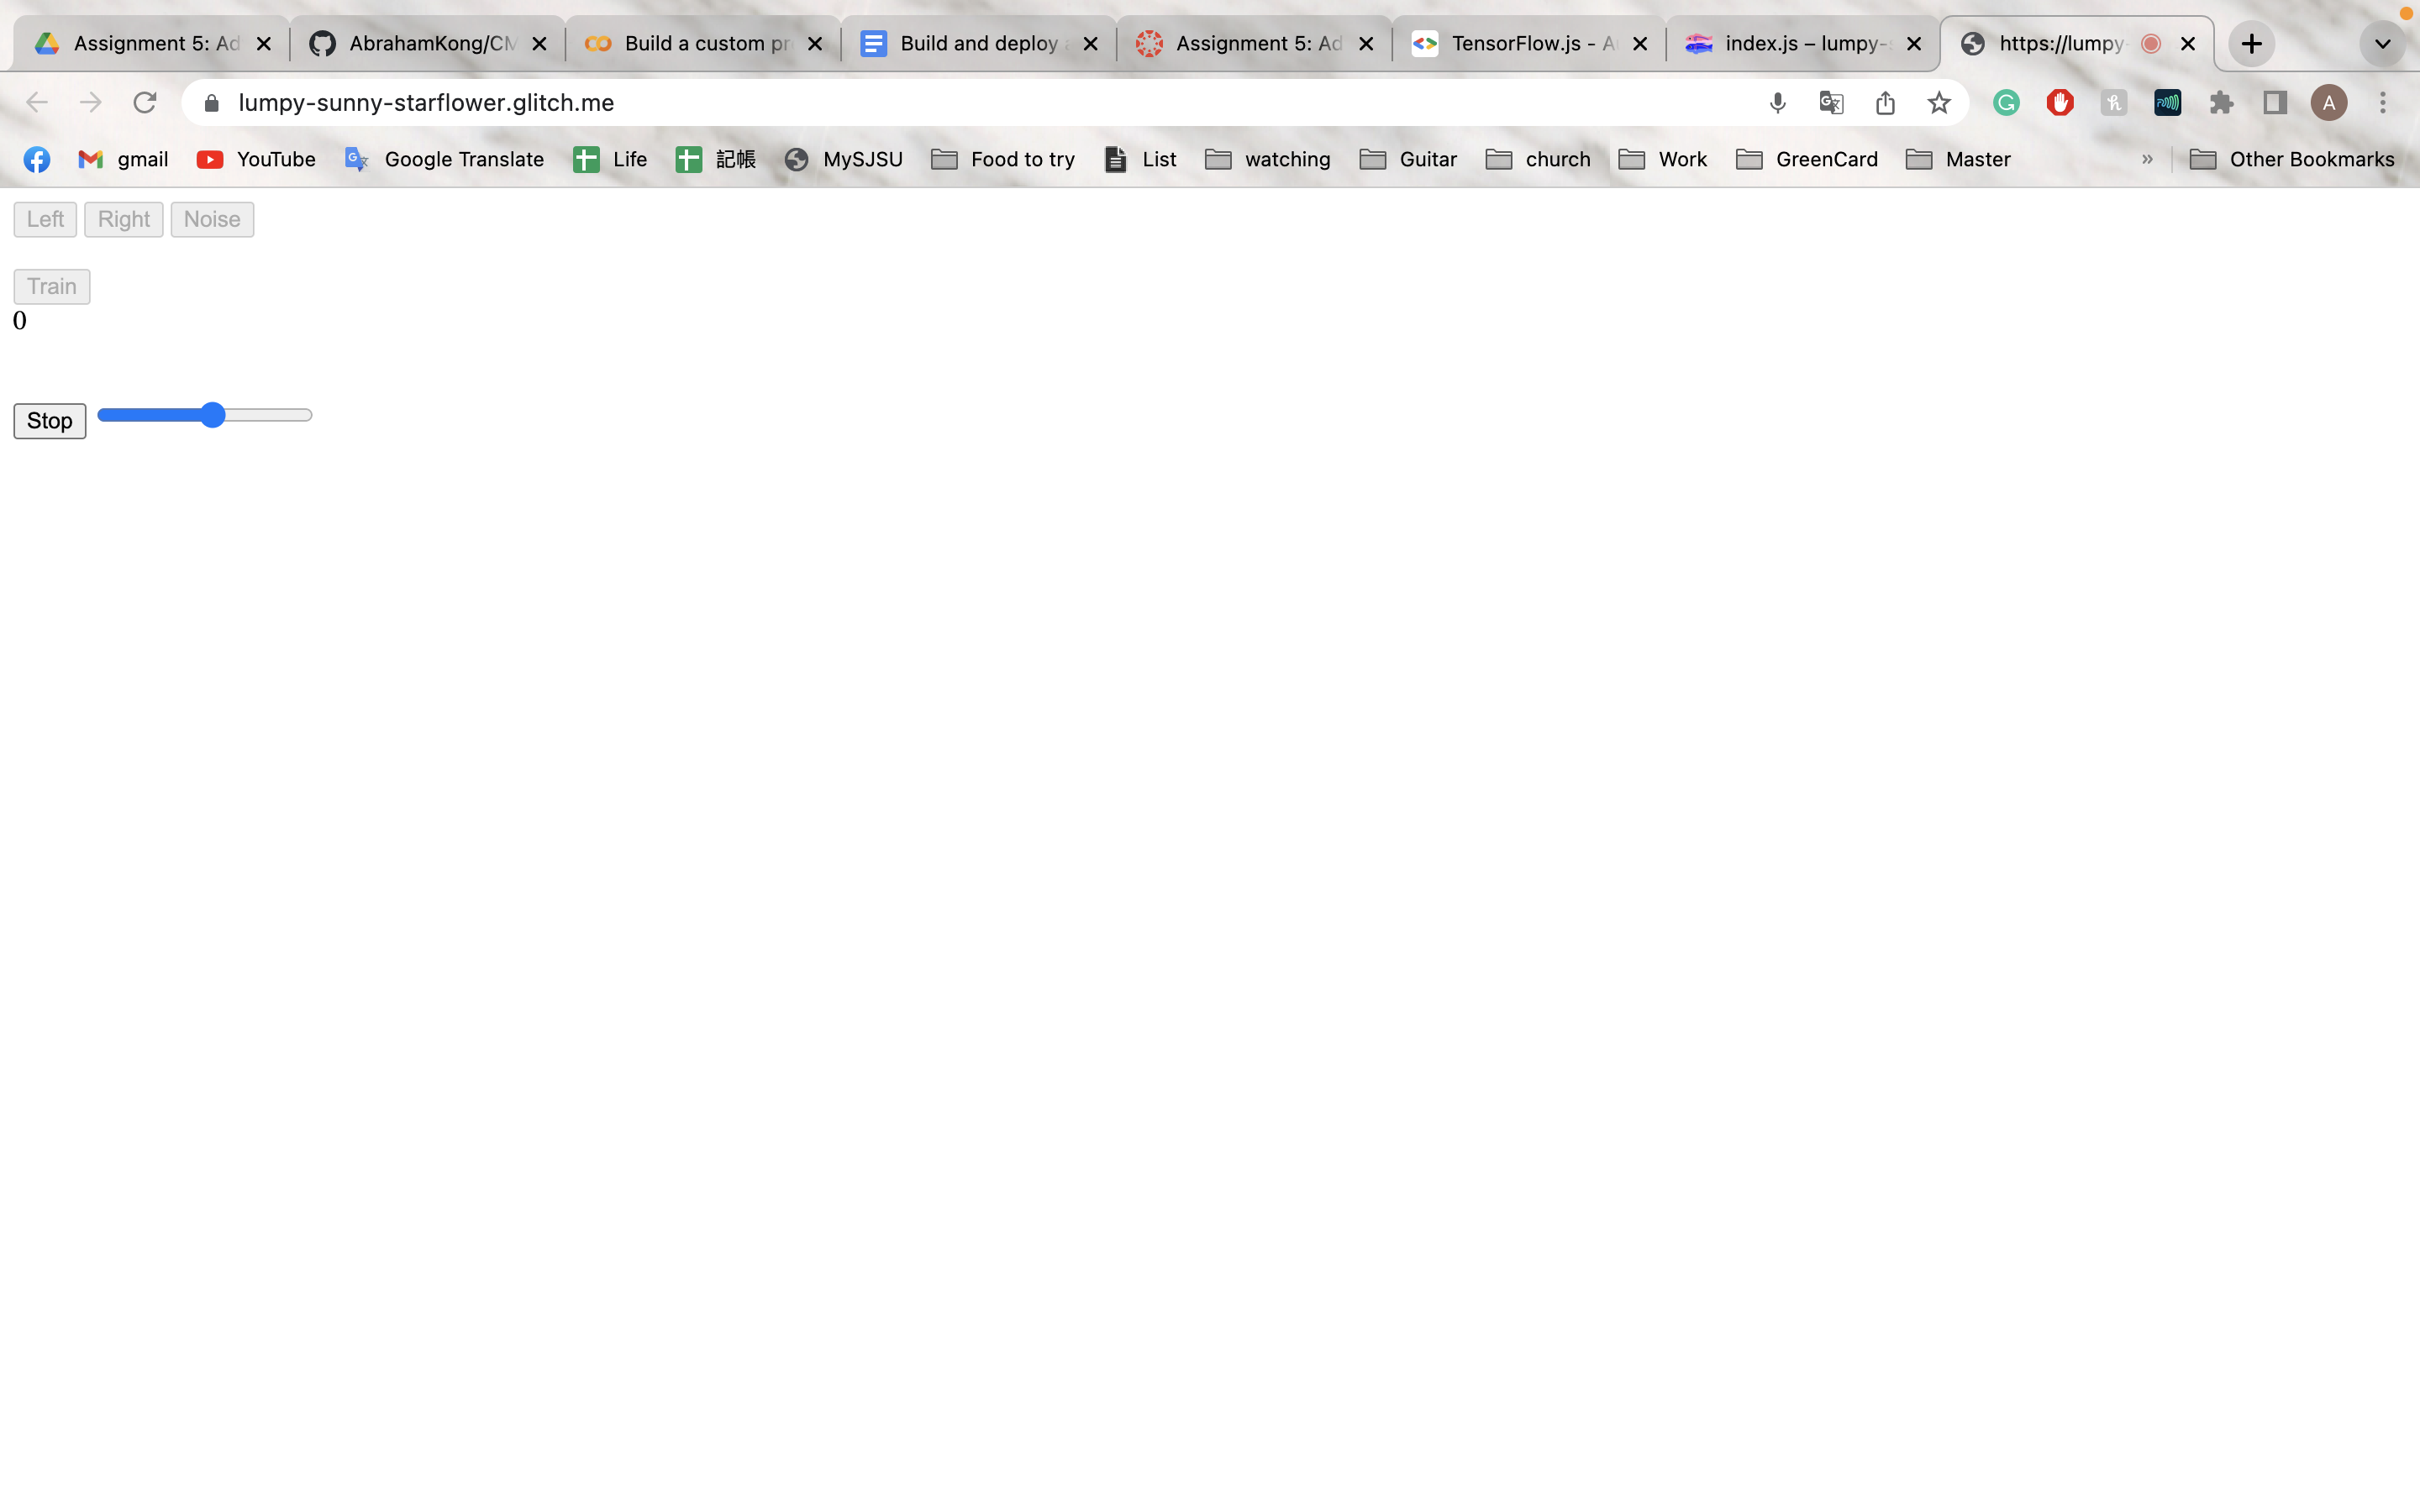 Assignment 5: Ad AbrahamKong/CM Build a custom pr Build and deploy a Assignment 5: Ad TensorFlow.js - Au index.js – lumpy-s https://lumpy-
lumpy-sunny-starflower.glitch.me A
gmail YouTube Google Translate Life 記帳 MySJSU Food to try List watching Guitar church Work GreenCard Master » Other Bookmarks
Left Right Noise
Train
0
Stop